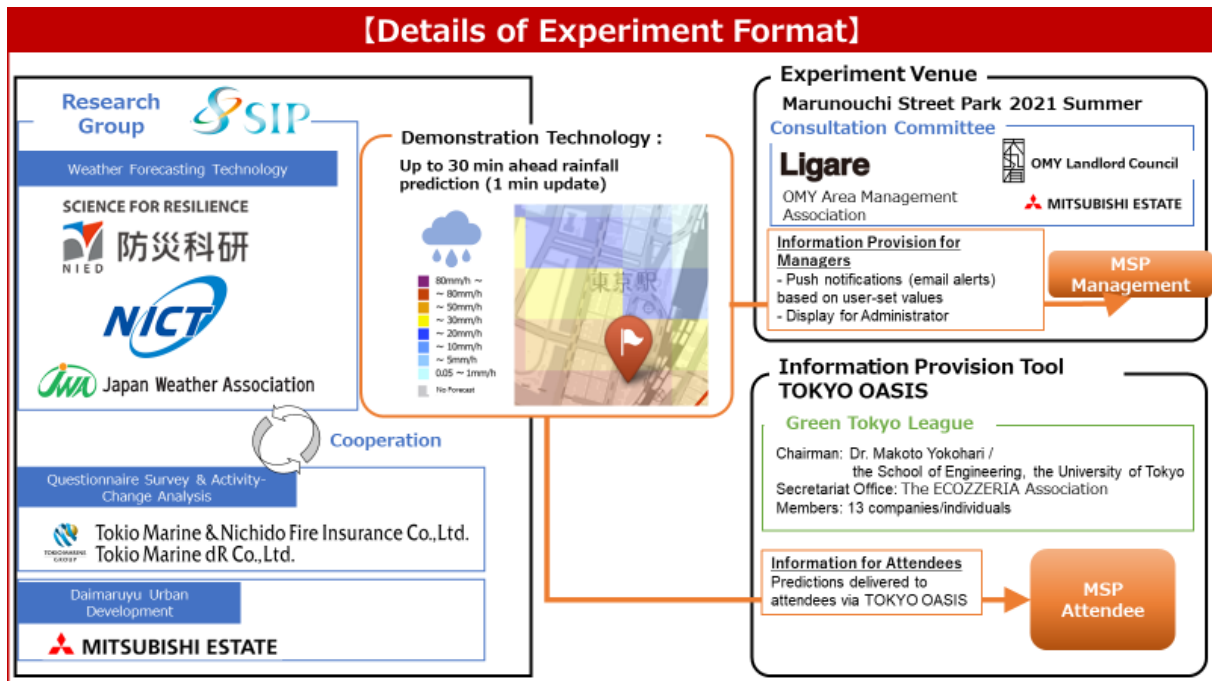 【Details of Experiment Format】
Research
Group
SIP
Weather Forecasting Technology
SCIENCE FOR RESILIENCE
NIED
防災科研
NICT
JWA
Japan Weather Association
Cooperation
Questionnaire Survey & Activity-
Change Analysis
TOKIO MARINE
GROUP
Tokio Marine & Nichido Fire Insurance Co.,Ltd.
Tokio Marine dR Co.,Ltd.
Daimaruyu Urban
Development
MITSUBISHI ESTATE
Demonstration Technology :
Up to 30 min ahead rainfall
prediction (1 min update)
80mm/h ~
~ 80mm/h
~ 50mm/h
~ 30mm/h
~ 20mm/h
~ 10mm/h
~ 5mm/h
0.05 ~ 1mm/h
No Forecast
東京駅
Experiment Venue
Marunouchi Street Park 2021 Summer
Consultation Committee
Ligare
OMY Area Management
Association
OMY Landlord Council
MITSUBISHI ESTATE
Information Provision for
Managers
- Push notifications (email alerts)
based on user-set values
- Display for Administrator
MSP
Management
Information Provision Tool
TOKYO OASIS
Green Tokyo League
Chairman: Dr. Makoto Yokohari /
the School of Engineering, the University of Tokyo
Secretariat Office: The ECOZZERIA Association
Members: 13 companies/individuals
Information for Attendees
Predictions delivered to
attendees via TOKYO OASIS
MSP
Attendee